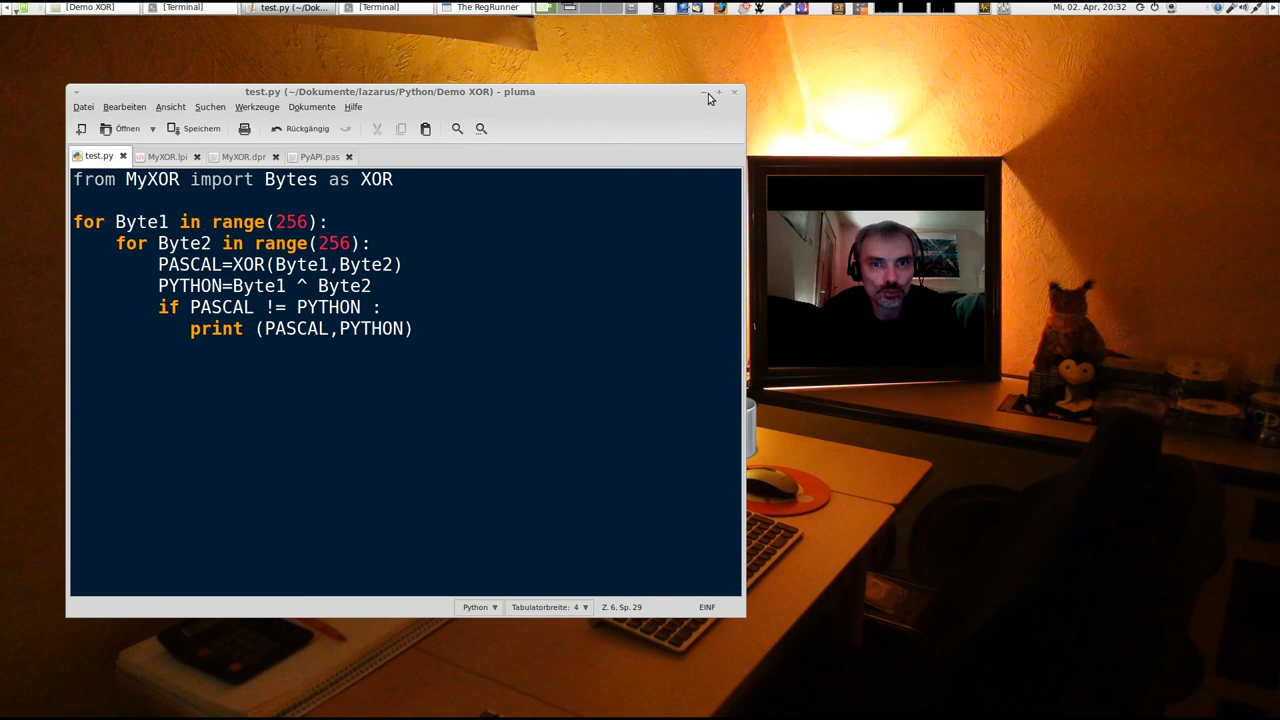 [Demo XOR]
[Terminal]
test.py (~/Dok...
[Terminal]
The RegRunner
Mi, 02. Apr, 20:32
test.py (~/Dokumente/lazarus/Python/Demo XOR) - pluma
Datei Bearbeiten Ansicht Suchen Werkzeuge Dokumente Hilfe
Öffnen Speichern Rückgängig
test.py MyXOR.lpi MyXOR.dpr PyAPI.pas
from MyXOR import Bytes as XOR
for Byte1 in range(256):
for Byte2 in range(256):
PASCAL=XOR(Byte1,Byte2)
PYTHON=Byte1 ^ Byte2
if PASCAL != PYTHON :
print (PASCAL,PYTHON)
Python Tabulatorbreite: 4 Z. 6, Sp. 29 EINF